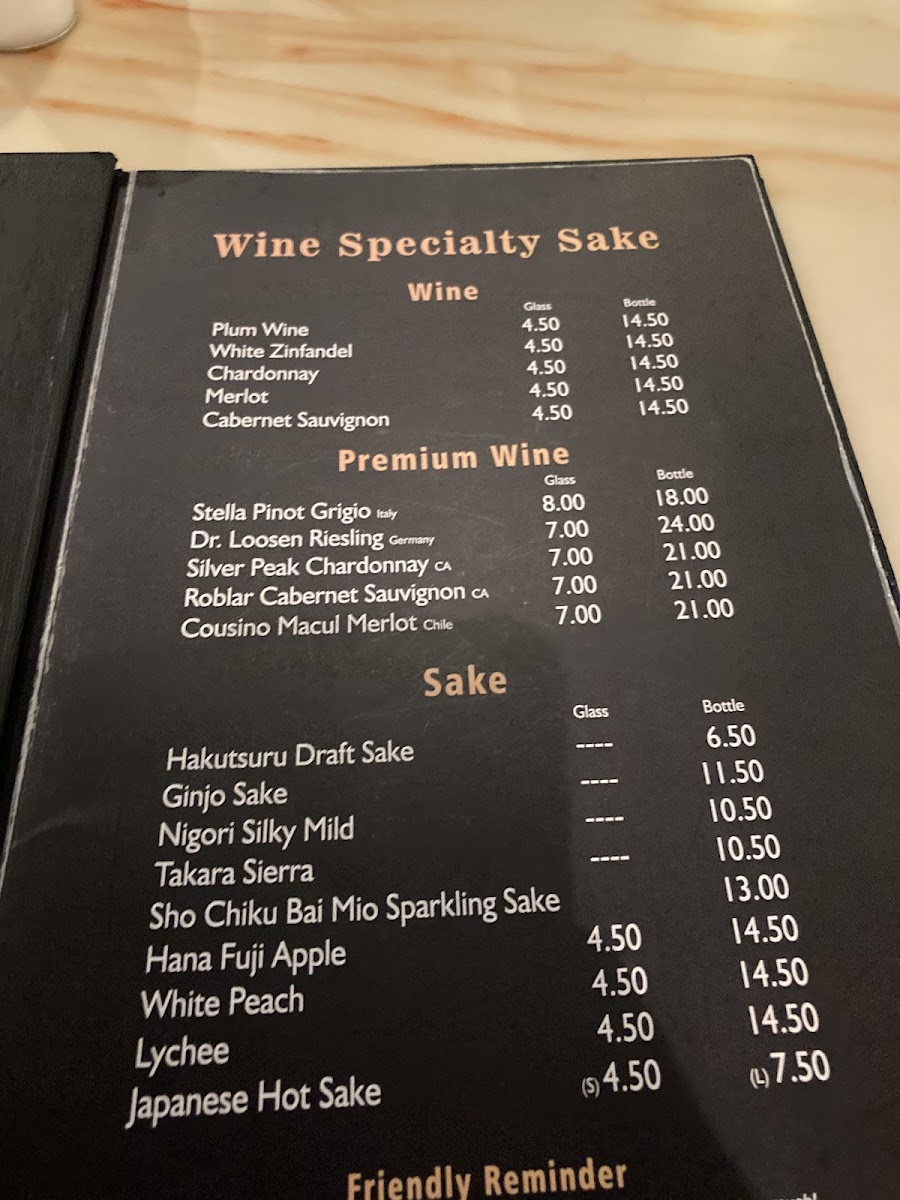 Wine Specialty Sake
Wine
Glass Bottle
Plum Wine 4.50 14.50
White Zinfandel 4.50 14.50
Chardonnay 4.50 14.50
Merlot 4.50 14.50
Cabernet Sauvignon 4.50 14.50
Premium Wine
Glass Bottle
Stella Pinot Grigio Italy 8.00 18.00
Dr. Loosen Riesling Germany 7.00 24.00
Silver Peak Chardonnay CA 7.00 21.00
Roblar Cabernet Sauvignon CA 7.00 21.00
Cousino Macul Merlot Chile 7.00 21.00
Sake
Glass Bottle
Hakutsuru Draft Sake ---- 6.50
Ginjo Sake ---- 11.50
Nigori Silky Mild ---- 10.50
Takara Sierra ---- 10.50
Sho Chiku Bai Mio Sparkling Sake 13.00
Hana Fuji Apple 4.50 14.50
White Peach 4.50 14.50
Lychee 4.50 14.50
Japanese Hot Sake (S) 4.50 (L) 7.50
Friendly Reminder